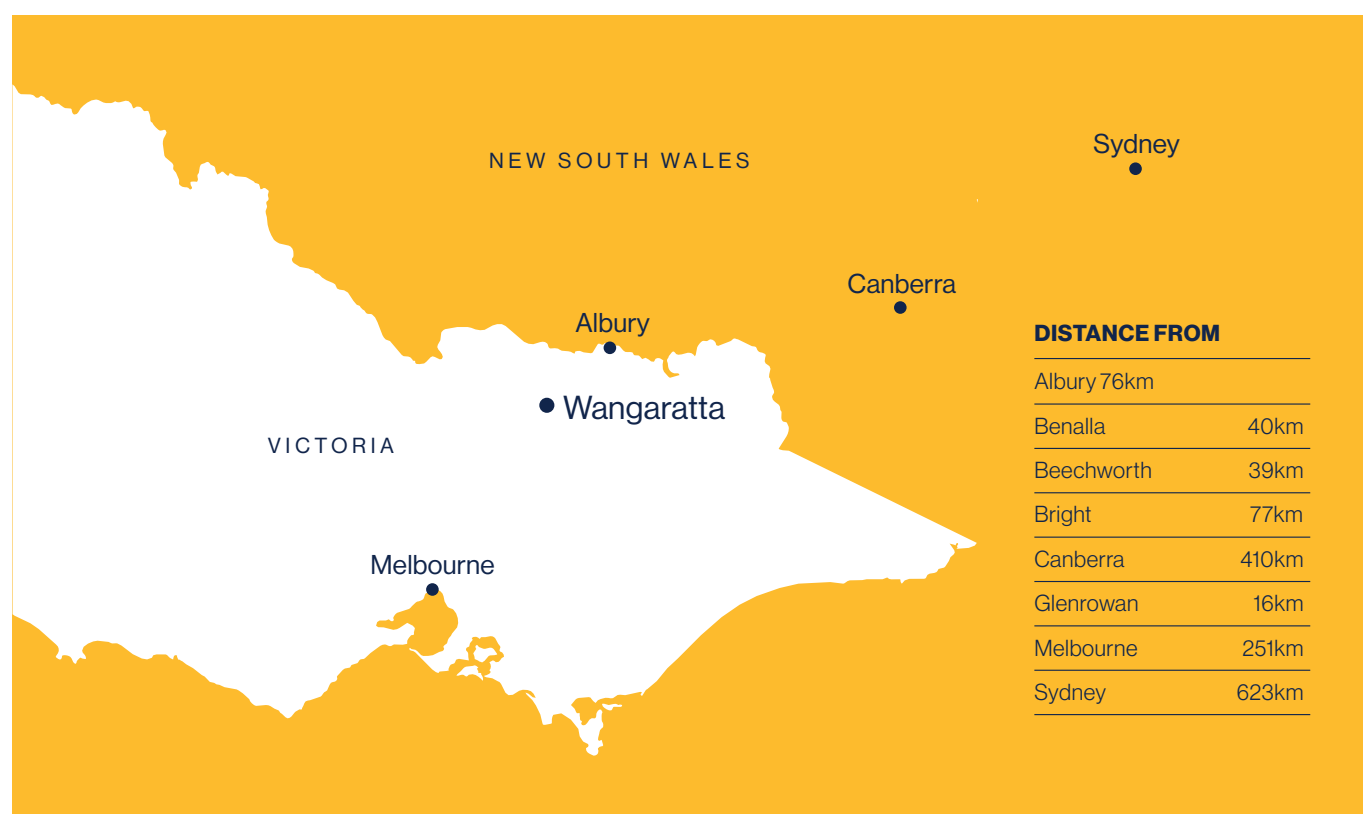 NEW SOUTH WALES
Sydney
Canberra
Albury
Wangaratta
VICTORIA
Melbourne
DISTANCE FROM
Albury 76km
Benalla 40km
Beechworth 39km
Bright 77km
Canberra 410km
Glenrowan 16km
Melbourne 251km
Sydney 623km